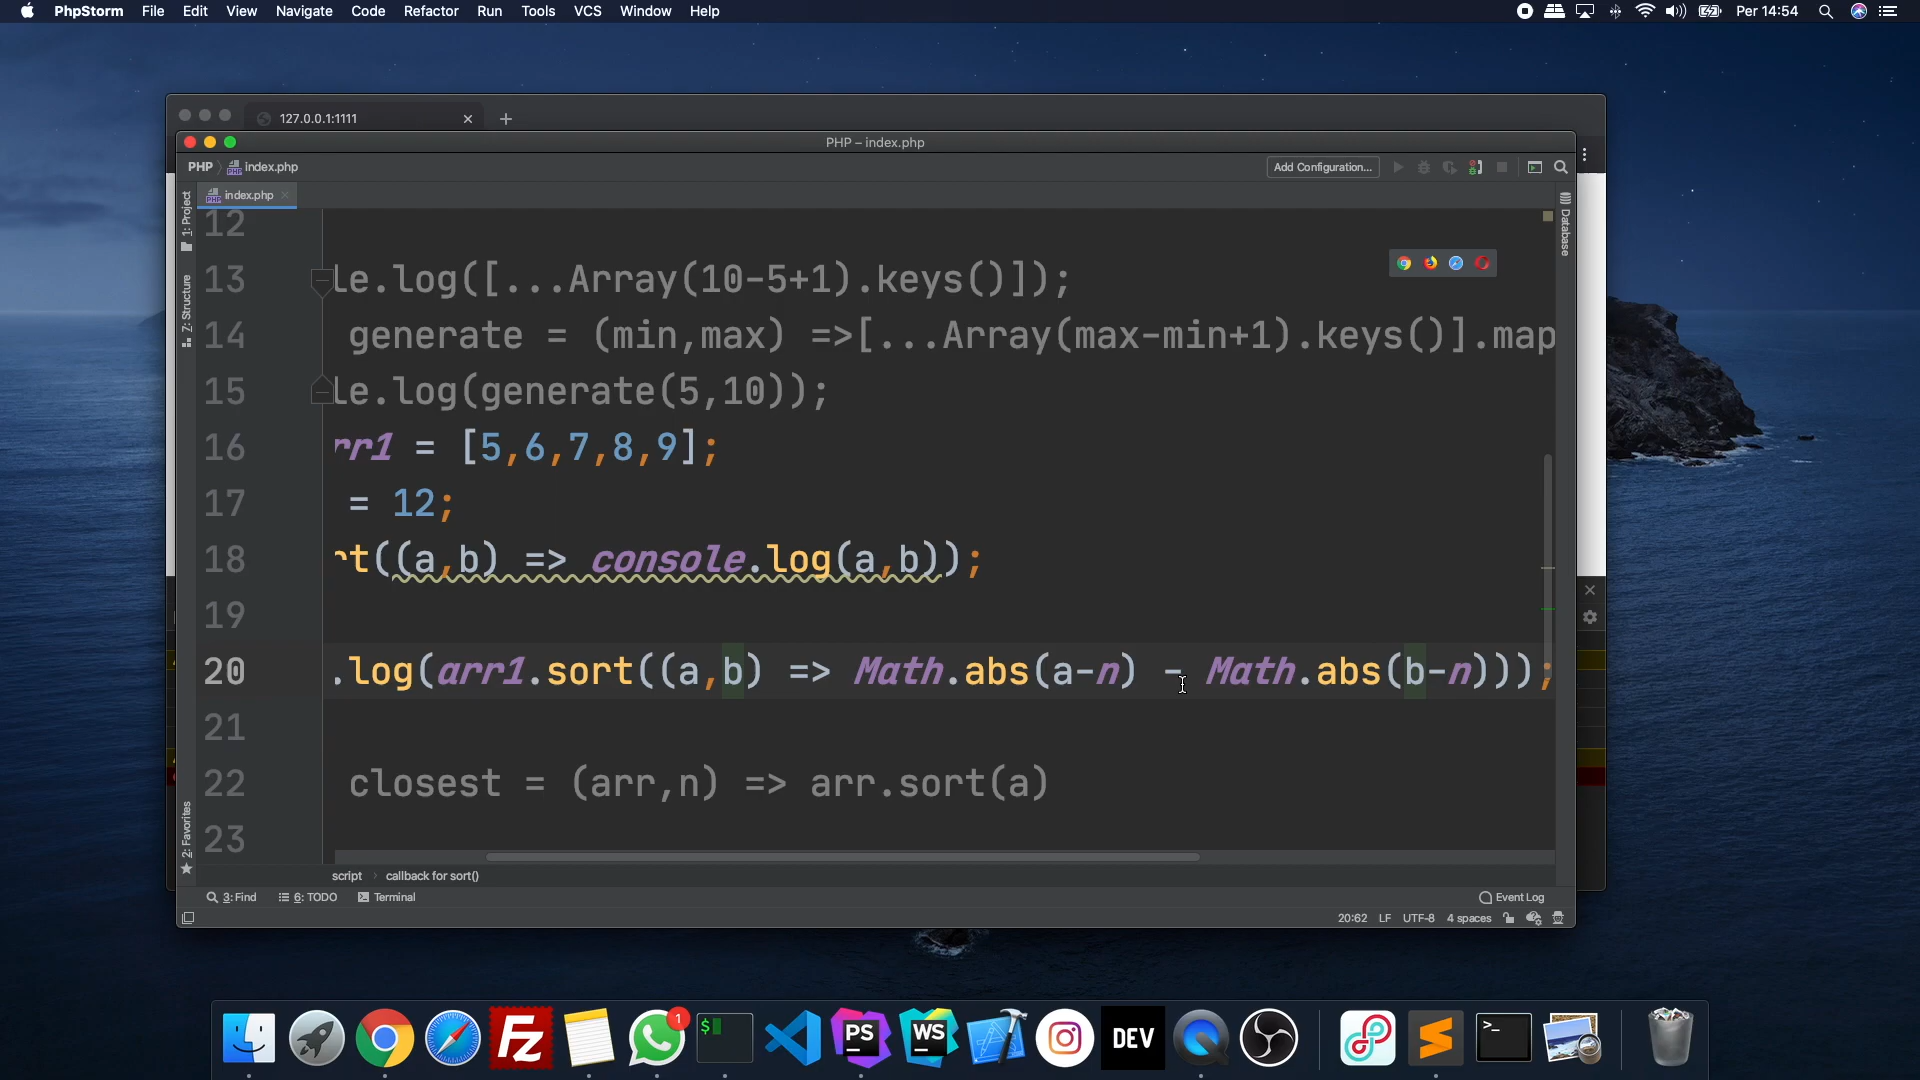 PhpStorm File Edit View Navigate Code Refactor Run Tools VCS Window Help
Per 14:54
127.0.0.1:1111
PHP – index.php
PHP index.php
Add Configuration...
index.php
1: Project
Z: Structure
2: Favorites
Database
12
13 le.log([...Array(10-5+1).keys()]);
14 generate = (min,max) =>[...Array(max-min+1).keys()].map
15 le.log(generate(5,10));
16 rr1 = [5,6,7,8,9];
17 = 12;
18 rt((a,b) => console.log(a,b));
19
20 .log(arr1.sort((a,b) => Math.abs(a-n) - Math.abs(b-n)));
21
22 closest = (arr,n) => arr.sort(a)
23
script callback for sort()
3: Find 6: TODO Terminal
Event Log
20:62 LF UTF-8 4 spaces
Fz
1
$
PS
WS
DEV
>_